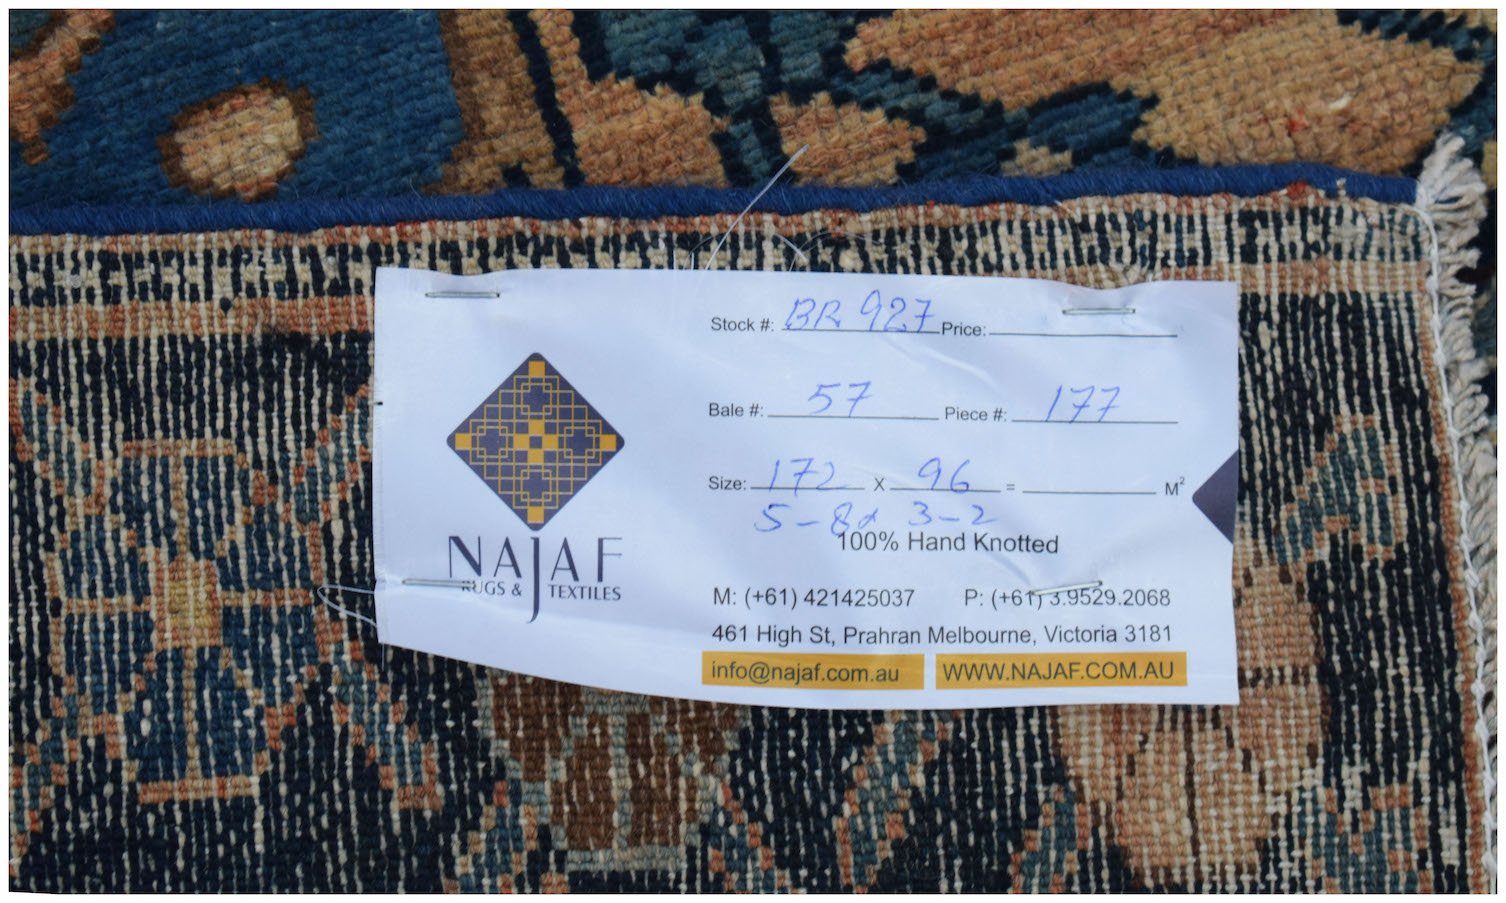 Stock #: BR 927 Price:
Bale #: 57 Piece #: 177
Size: 172 X 96 = M²
5-8x 3-2
100% Hand Knotted
NAJAF
RUGS & TEXTILES
M: (+61) 421425037 P: (+61) 3.9529.2068
461 High St, Prahran Melbourne, Victoria 3181
info@najaf.com.au WWW.NAJAF.COM.AU